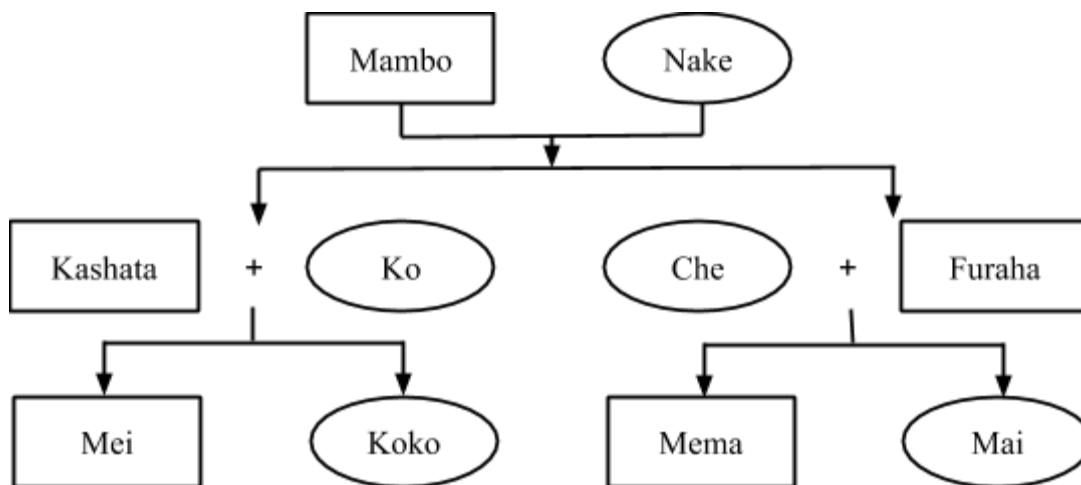 Mambo
Nake
Kashata + Ko
Che + Furaha
Mei
Koko
Mema
Mai